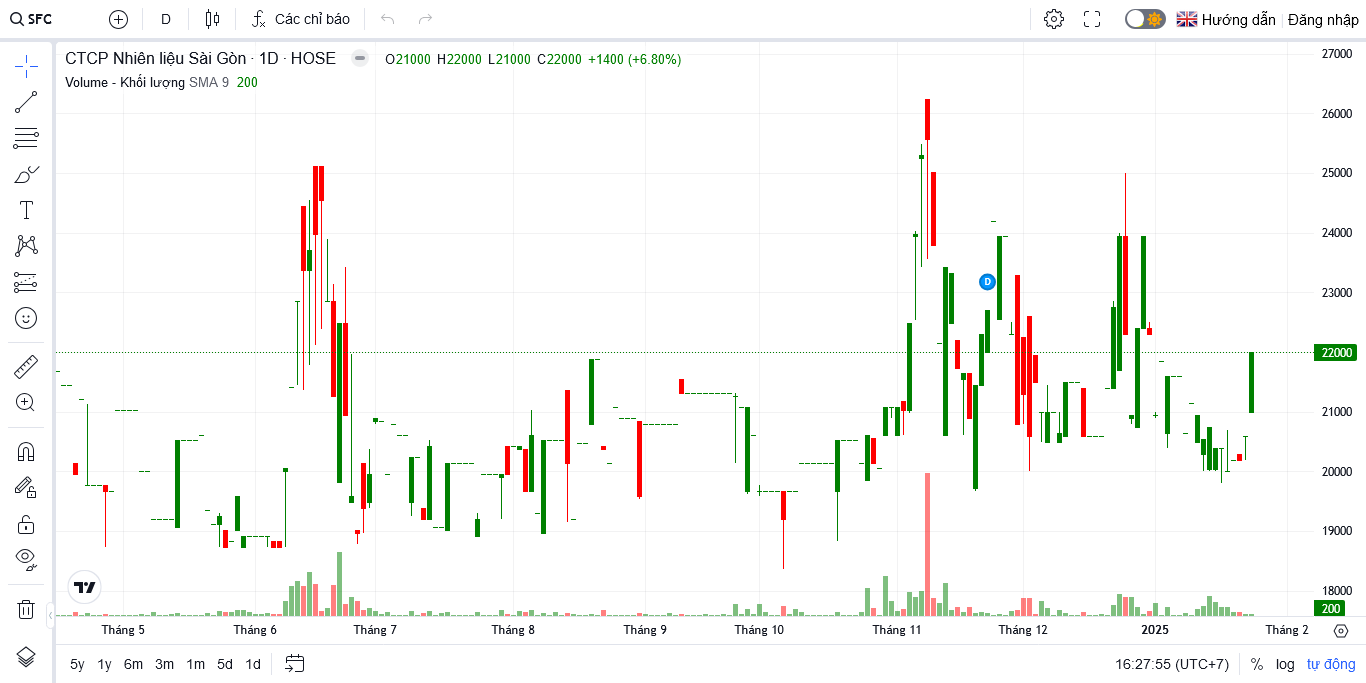 SFC D Các chỉ báo Hướng dẫn Đăng nhập
CTCP Nhiên liệu Sài Gòn · 1D · HOSE O21000 H22000 L21000 C22000 +1400 (+6.80%)
Volume - Khối lượng SMA 9 200
27000
26000
25000
24000
23000
D
22000
21000
20000
19000
18000
200
Tháng 5 Tháng 6 Tháng 7 Tháng 8 Tháng 9 Tháng 10 Tháng 11 Tháng 12 2025 Tháng 2
5y 1y 6m 3m 1m 5d 1d 16:27:55 (UTC+7) % log tự động